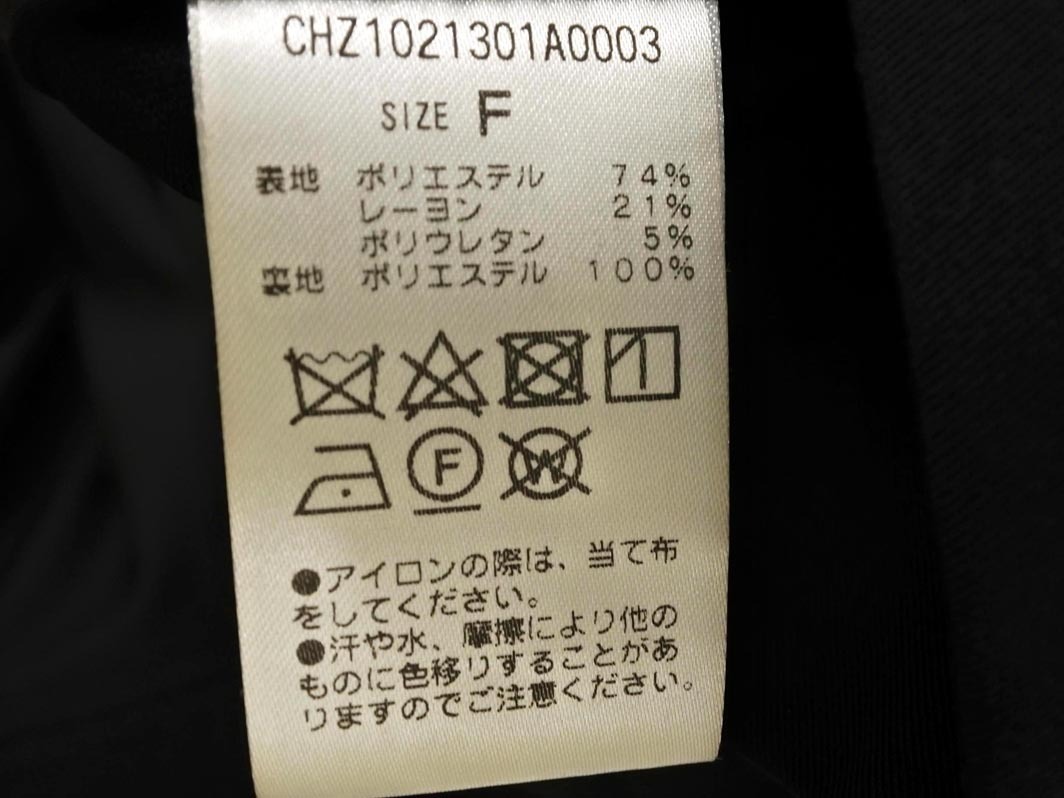 CHZ1021301A0003
SIZE F
表地 ポリエステル 74%
レーヨン 21%
ポリウレタン 5%
裏地 ポリエステル 100%
F
W
●アイロンの際は、当て布
をしてください。
●汗や水、摩擦により他の
ものに色移りすることがあ
りますのでご注意ください。